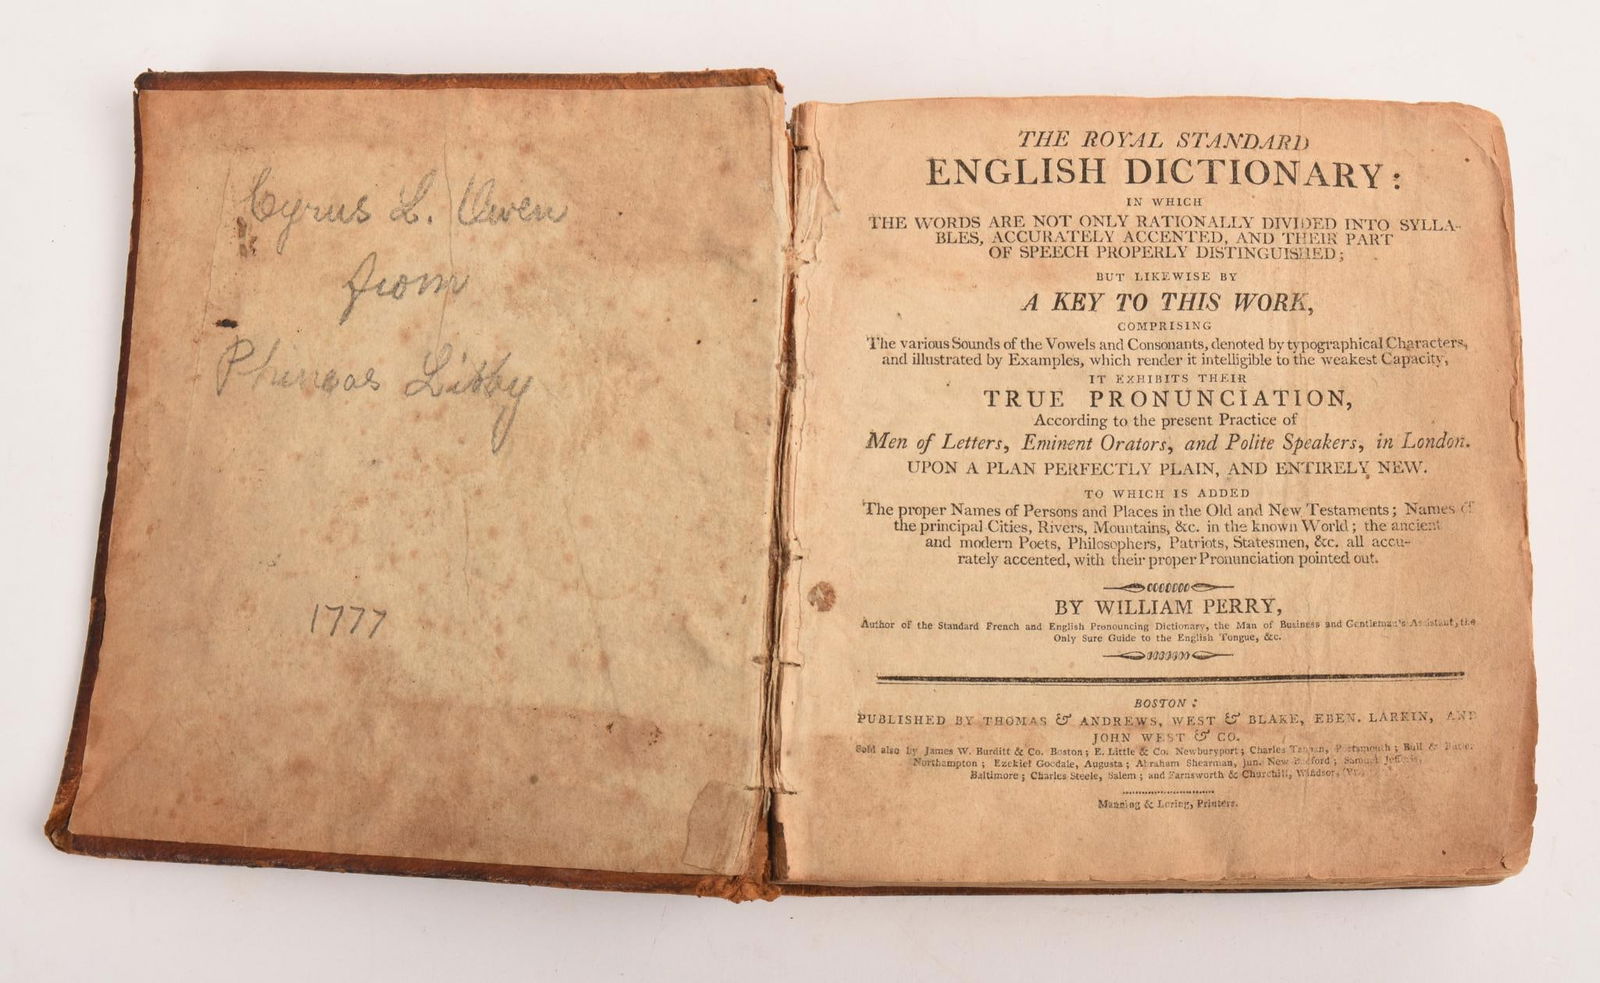 Cyrus L. Owen
from
Phineas Libby
1777
THE ROYAL STANDARD
ENGLISH DICTIONARY:
IN WHICH
THE WORDS ARE NOT ONLY RATIONALLY DIVIDED INTO SYLLA-
BLES, ACCURATELY ACCENTED, AND THEIR PART
OF SPEECH PROPERLY DISTINGUISHED;
BUT LIKEWISE BY
A KEY TO THIS WORK,
COMPRISING
The various Sounds of the Vowels and Consonants, denoted by typographical Characters,
and illustrated by Examples, which render it intelligible to the weakest Capacity,
IT EXHIBITS THEIR
TRUE PRONUNCIATION,
According to the present Practice of
Men of Letters, Eminent Orators, and Polite Speakers, in London.
UPON A PLAN PERFECTLY PLAIN, AND ENTIRELY NEW.
TO WHICH IS ADDED
The proper Names of Persons and Places in the Old and New Testaments; Names of
the principal Cities, Rivers, Mountains, &c. in the known World; the ancient
and modern Poets, Philosophers, Patriots, Statesmen, &c. all accu-
rately accented, with their proper Pronunciation pointed out.
BY WILLIAM PERRY,
Author of the Standard French and English Pronouncing Dictionary, the Man of Business and Gentleman's Assistant, the
Only Sure Guide to the English Tongue, &c.
BOSTON:
PUBLISHED BY THOMAS & ANDREWS, WEST & BLAKE, EBEN. LARKIN, AND
JOHN WEST & CO.
Sold also by James W. Burditt & Co. Boston; E. Little & Co. Newburyport; Charles Tappan, Portsmouth; Bull & Butler
Northampton; Ezekiel Goodale, Augusta; Abraham Shearman, jun. New Bedford; Samuel Jefferis,
Baltimore; Charles Steele, Salem; and Farnsworth & Churchill, Windsor,
Manning & Loring, Printers.